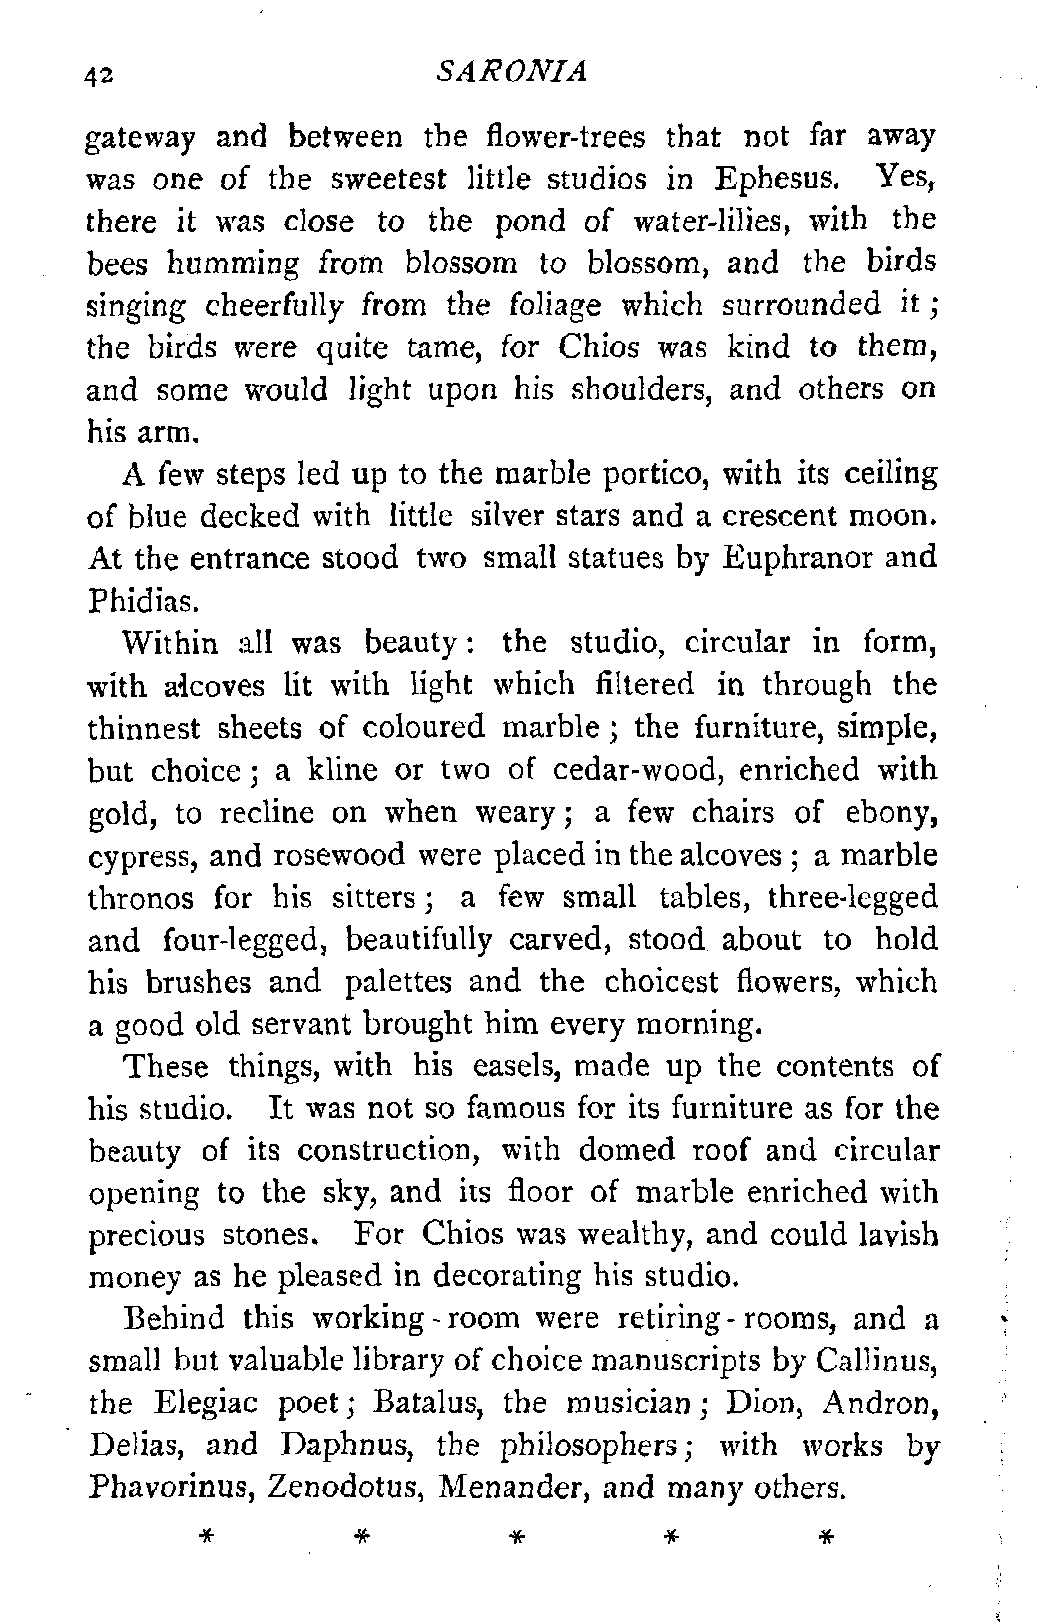 42 SARONIA
gateway and between the flower-trees that not far away
was one of the sweetest little studios in Ephesus. Yes,
there it was close to the pond of water-lilies, with the
bees humming from blossom to blossom, and the birds
singing cheerfully from the foliage which surrounded it ;
the birds were quite tame, for Chios was kind to them,
and some would light upon his shoulders, and others on
his arm.
A few steps led up to the marble portico, with its ceiling
of blue decked with little silver stars and a crescent moon.
At the entrance stood two small statues by Euphranor and
Phidias.
Within all was beauty : the studio, circular in form,
with alcoves lit with light which filtered in through the
thinnest sheets of coloured marble ; the furniture, simple,
but choice ; a kline or two of cedar-wood, enriched with
gold, to recline on when weary ; a few chairs of ebony,
cypress, and rosewood were placed in the alcoves ; a marble
thronos for his sitters ; a few small tables, three-legged
and four-legged, beautifully carved, stood about to hold
his brushes and palettes and the choicest flowers, which
a good old servant brought him every morning.
These things, with his easels, made up the contents of
his studio. It was not so famous for its furniture as for the
beauty of its construction, with domed roof and circular
opening to the sky, and its floor of marble enriched with
precious stones. For Chios was wealthy, and could lavish
money as he pleased in decorating his studio.
Behind this working-room were retiring-rooms, and a
small but valuable library of choice manuscripts by Callinus,
the Elegiac poet ; Batalus, the musician ; Dion, Andron,
Delias, and Daphnus, the philosophers ; with works by
Phavorinus, Zenodotus, Menander, and many others.
* * * * *